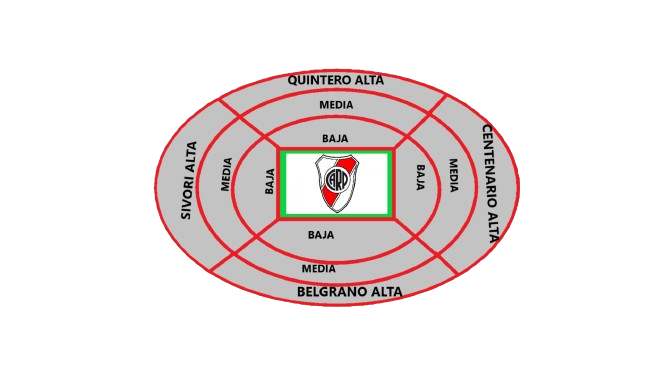 QUINTERO ALTA
MEDIA
BAJA
SIVORI ALTA
MEDIA
BAJA
CARP
BAJA
MEDIA
CENTENARIO ALTA
BAJA
MEDIA
BELGRANO ALTA